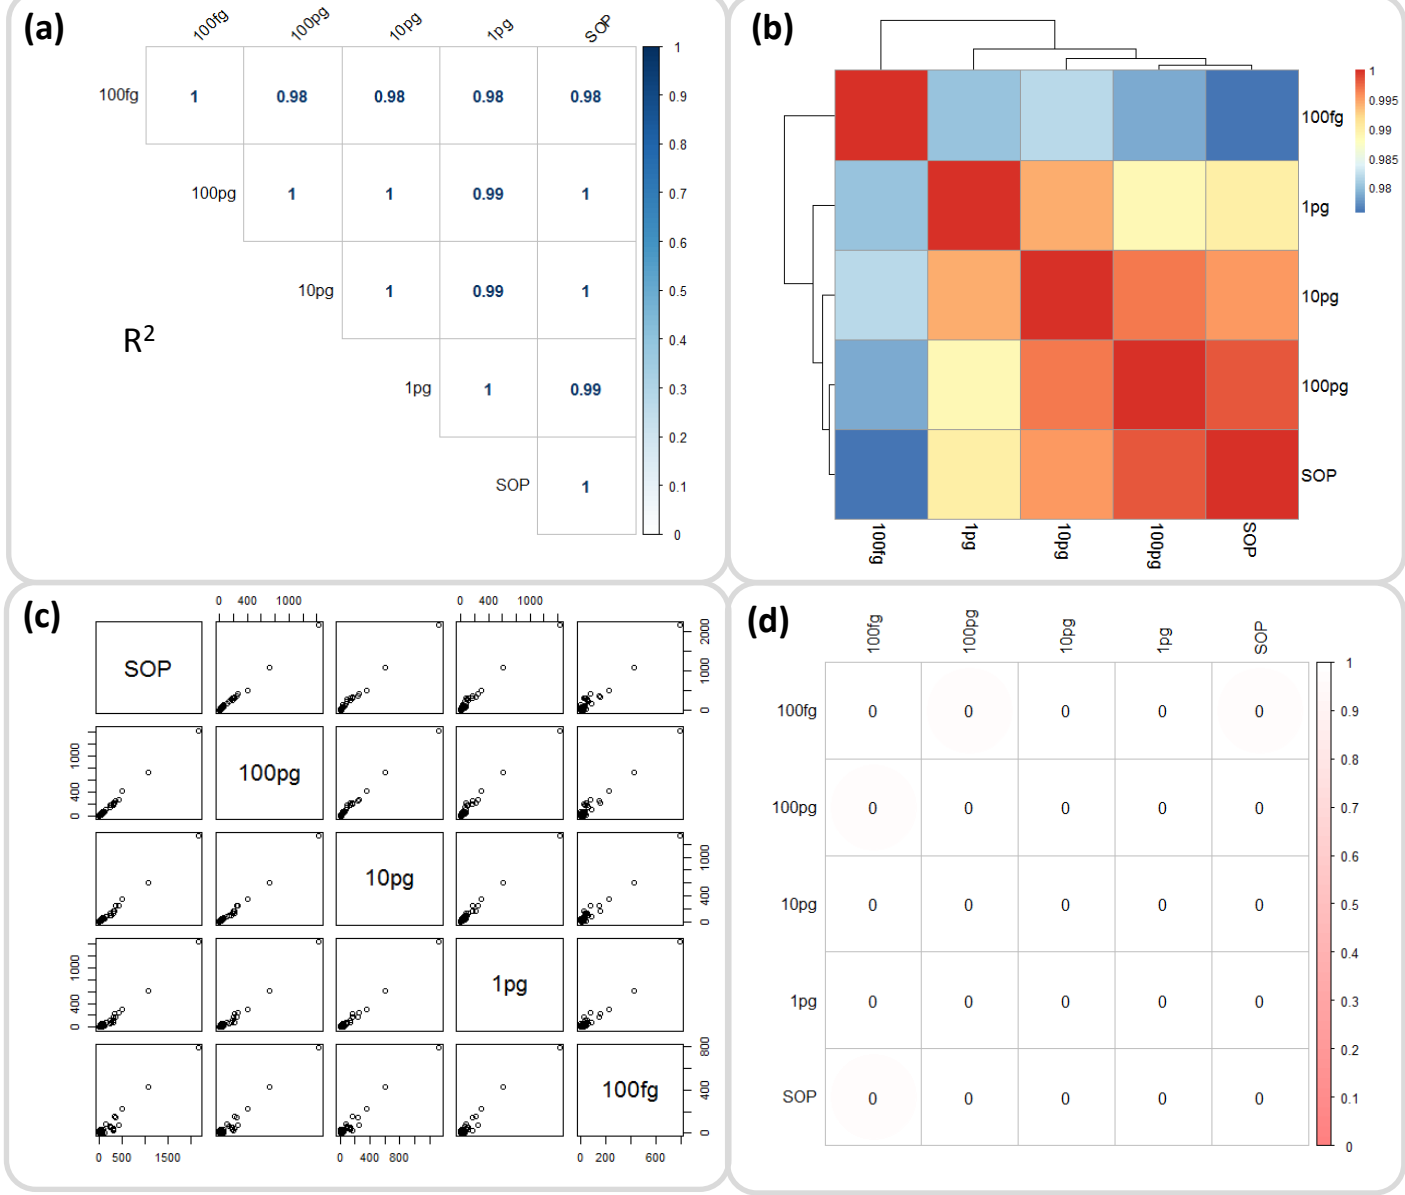 (a)
100fg 100pg 10pg 1pg SOP
100fg 1 0.98 0.98 0.98 0.98
100pg 1 1 0.99 1
10pg 1 0.99 1
1pg 1 0.99
SOP 1
R²
1
0.9
0.8
0.7
0.6
0.5
0.4
0.3
0.2
0.1
0
(b)
100fg
1pg
10pg
100pg
SOP
100fg 1pg 10pg 100pg SOP
1
0.995
0.99
0.985
0.98
(c)
0 400 1000 0 400 1000
SOP 0 1000 2000
0 400 1000 100pg
10pg 0 400 1000
0 400 1000 1pg
100fg 0 400 800
0 500 1500 0 400 800 0 200 600
(d)
100fg 100pg 10pg 1pg SOP
100fg 0 0 0 0 0
100pg 0 0 0 0 0
10pg 0 0 0 0 0
1pg 0 0 0 0 0
SOP 0 0 0 0 0
1
0.9
0.8
0.7
0.6
0.5
0.4
0.3
0.2
0.1
0